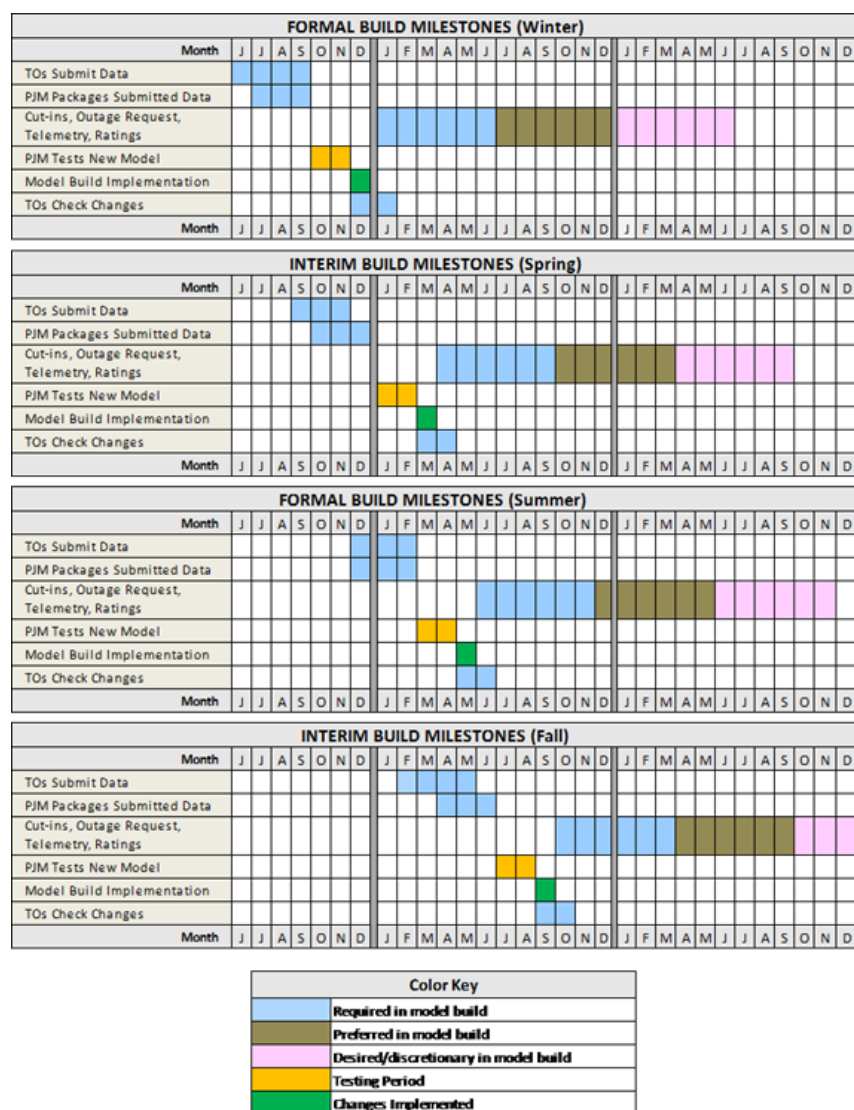 FORMAL BUILD MILESTONES (Winter)
Month J J A S O N D J F M A M J J A S O N D J F M A M J J A S O N D
TOs Submit Data
PJM Packages Submitted Data
Cut-ins, Outage Request,
Telemetry, Ratings
PJM Tests New Model
Model Build Implementation
TOs Check Changes
Month J J A S O N D J F M A M J J A S O N D J F M A M J J A S O N D
INTERIM BUILD MILESTONES (Spring)
Month J J A S O N D J F M A M J J A S O N D J F M A M J J A S O N D
TOs Submit Data
PJM Packages Submitted Data
Cut-ins, Outage Request,
Telemetry, Ratings
PJM Tests New Model
Model Build Implementation
TOs Check Changes
Month J J A S O N D J F M A M J J A S O N D J F M A M J J A S O N D
FORMAL BUILD MILESTONES (Summer)
Month J J A S O N D J F M A M J J A S O N D J F M A M J J A S O N D
TOs Submit Data
PJM Packages Submitted Data
Cut-ins, Outage Request,
Telemetry, Ratings
PJM Tests New Model
Model Build Implementation
TOs Check Changes
Month J J A S O N D J F M A M J J A S O N D J F M A M J J A S O N D
INTERIM BUILD MILESTONES (Fall)
Month J J A S O N D J F M A M J J A S O N D J F M A M J J A S O N D
TOs Submit Data
PJM Packages Submitted Data
Cut-ins, Outage Request,
Telemetry, Ratings
PJM Tests New Model
Model Build Implementation
TOs Check Changes
Month J J A S O N D J F M A M J J A S O N D J F M A M J J A S O N D
Color Key
Required in model build
Preferred in model build
Desired/discretionary in model build
Testing Period
Changes Implemented